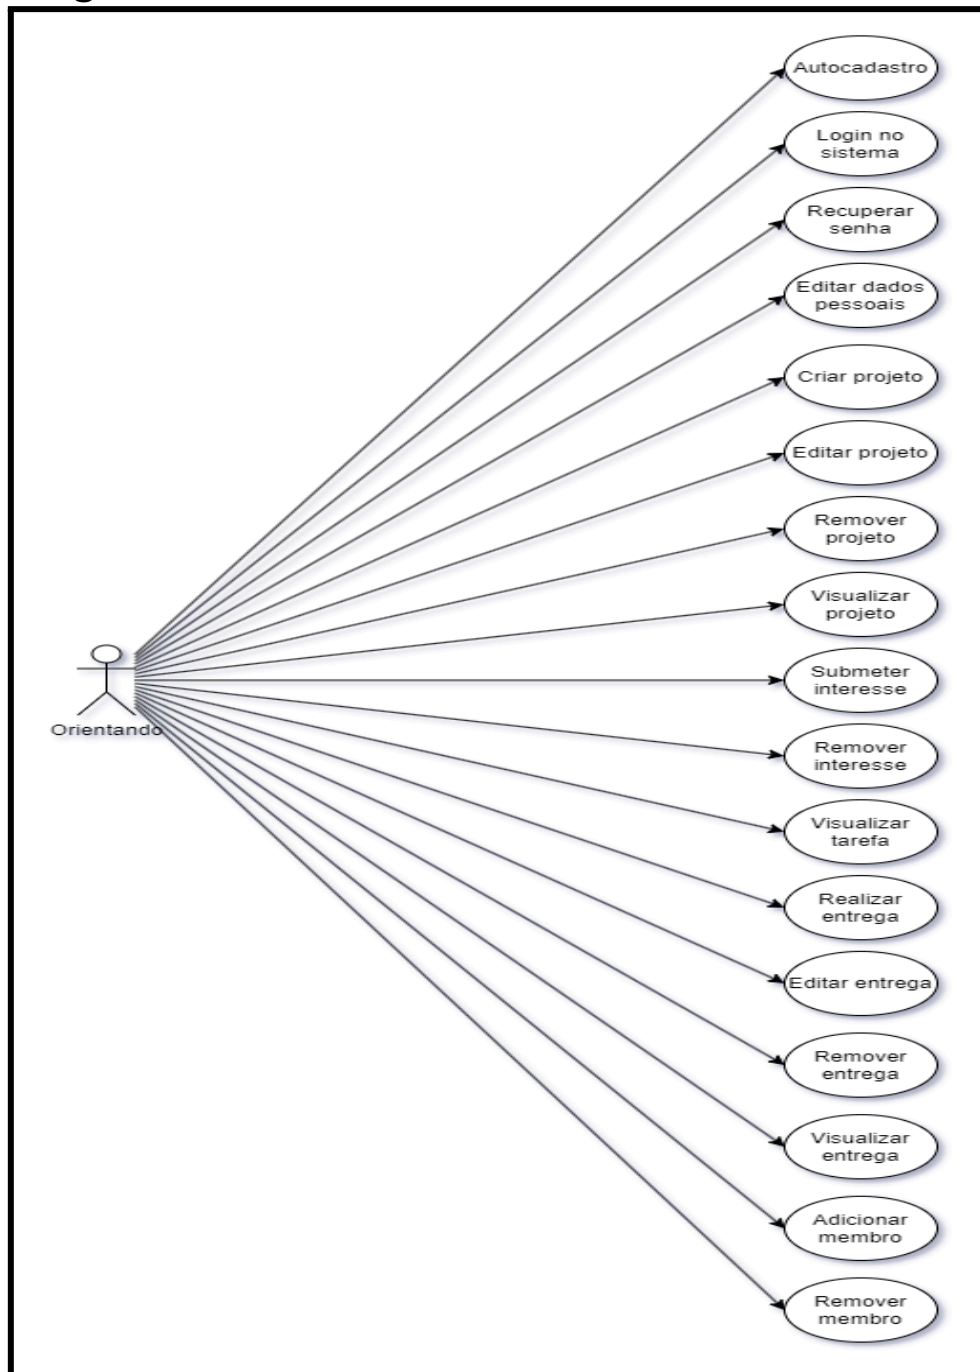 Autocadastro
Login no
sistema
Recuperar
senha
Editar dados
pessoais
Criar projeto
Editar projeto
Remover
projeto
Visualizar
projeto
Submeter
interesse
Orientando
Remover
interesse
Visualizar
tarefa
Realizar
entrega
Editar entrega
Remover
entrega
Visualizar
entrega
Adicionar
membro
Remover
membro